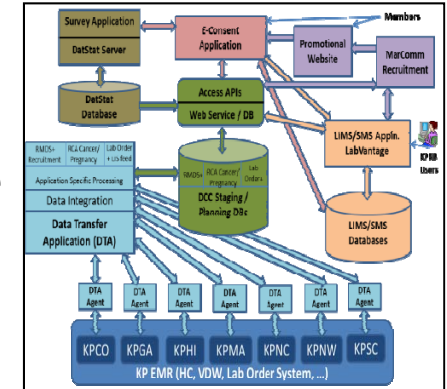 Survey Application
DatStat Server
E-Consent
Application
Members
Promotional
Website
MarComm
Recruitment
DatStat
Database
Access APIs
Web Service / DB
LIMS/SMS Appln.
LabVantage
KPRB
Users
RMDS+
Recruitment
RCA Cancer/
Pregnancy
Lab Order
+ Lis feed
Application Specific Processing
Data Integration
Data Transfer
Application (DTA)
RMDS+
RCA Cancer/
Pregnancy
Lab
Orders
DCC Staging /
Planning DBs
LIMS/SMS
Databases
DTA
Agent
DTA
Agent
DTA
Agent
DTA
Agent
DTA
Agent
DTA
Agent
DTA
Agent
KPCO
KPGA
KPHI
KPMA
KPNC
KPNW
KPSC
KP EMR (HC, VDW, Lab Order System, ...)